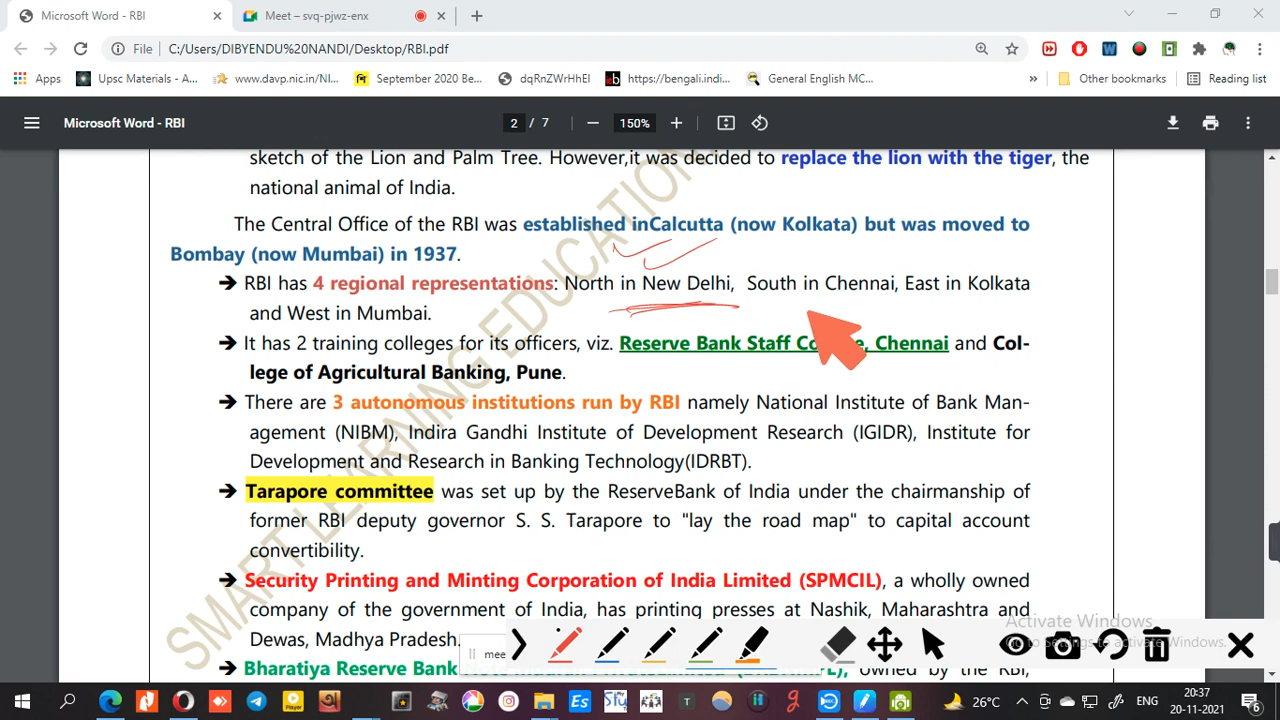 Microsoft Word - RBI
Meet – svq-pjwz-enx
File
C:/Users/DIBYENDU%20NANDI/Desktop/RBI.pdf
Apps
Upsc Materials - A...
www.davp.nic.in/NI...
September 2020 Be...
dqRnZWrHhEI
https://bengali.indi...
General English MC...
»
Other bookmarks
Reading list
Microsoft Word - RBI
2 / 7
150%
sketch of the Lion and Palm Tree. However,it was decided to replace the lion with the tiger, the
national animal of India.
The Central Office of the RBI was established inCalcutta (now Kolkata) but was moved to
Bombay (now Mumbai) in 1937.
➔ RBI has 4 regional representations: North in New Delhi, South in Chennai, East in Kolkata
and West in Mumbai.
➔ It has 2 training colleges for its officers, viz. Reserve Bank Staff Co e, Chennai and Col-
lege of Agricultural Banking, Pune.
➔ There are 3 autonomous institutions run by RBI namely National Institute of Bank Man-
agement (NIBM), Indira Gandhi Institute of Development Research (IGIDR), Institute for
Development and Research in Banking Technology(IDRBT).
➔ Tarapore committee was set up by the ReserveBank of India under the chairmanship of
former RBI deputy governor S. S. Tarapore to "lay the road map" to capital account
convertibility.
➔ Security Printing and Minting Corporation of India Limited (SPMCIL), a wholly owned
company of the government of India, has printing presses at Nashik, Maharashtra and
Dewas, Madhya Pradesh.
➔ Bharatiya Reserve Bank owned by the RBI,
SMART LEARNING EDUCATION
Activate Windows
Go to Settings to activate Windows.
mee
26°C
ENG
20:37
20-11-2021
6